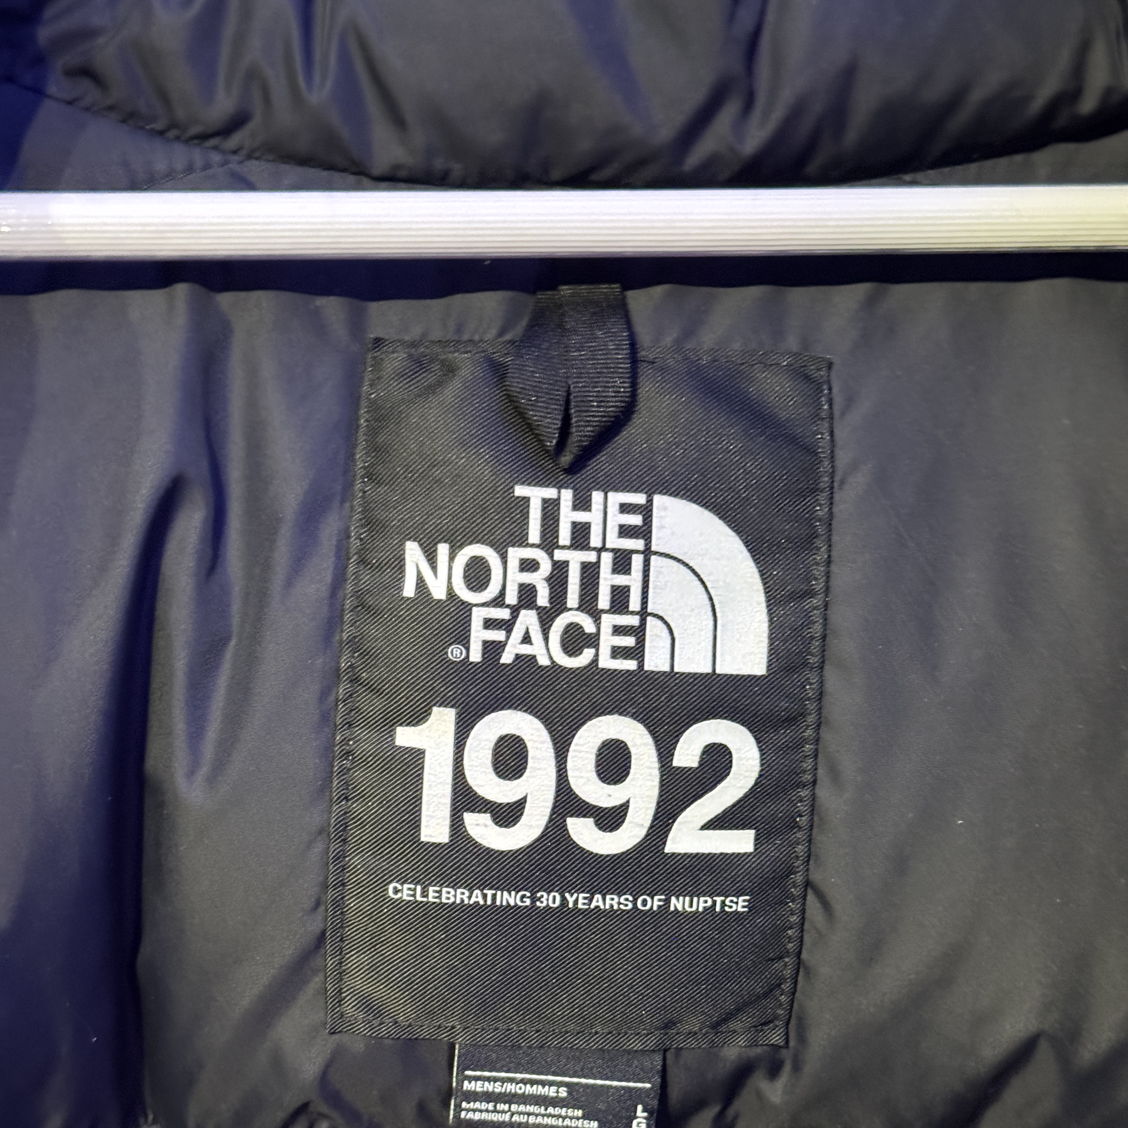 THE
NORTH
®FACE
1992
CELEBRATING 30 YEARS OF NUPTSE
MENS/HOMMES
MADE IN BANGLADESH
FABRIQUÉ AU BANGLADESH
L
G